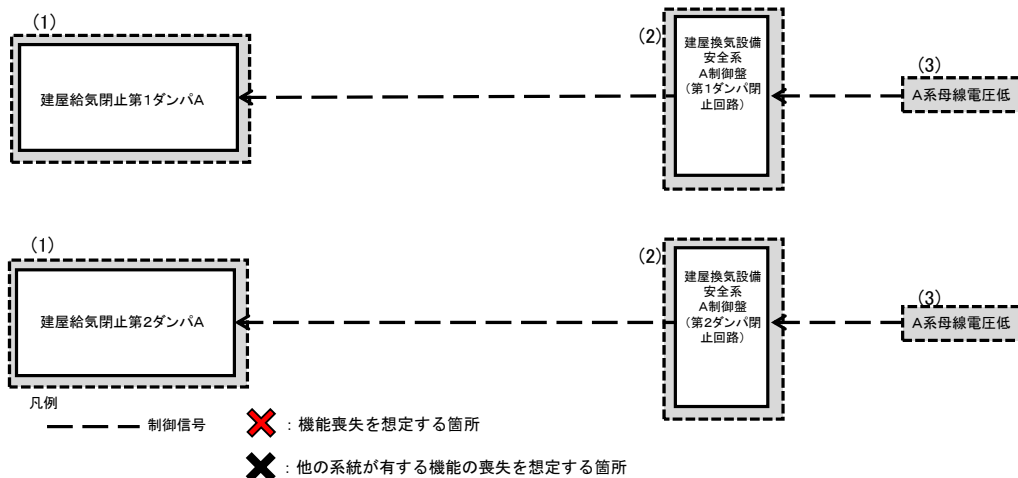 (1)
建屋給気閉止第1ダンパA
(2)
建屋換気設備
安全系
A制御盤
(第1ダンパ閉
止回路)
(3)
A系母線電圧低
(1)
建屋給気閉止第2ダンパA
(2)
建屋換気設備
安全系
A制御盤
(第2ダンパ閉
止回路)
(3)
A系母線電圧低
凡例
制御信号
：機能喪失を想定する箇所
：他の系統が有する機能の喪失を想定する箇所